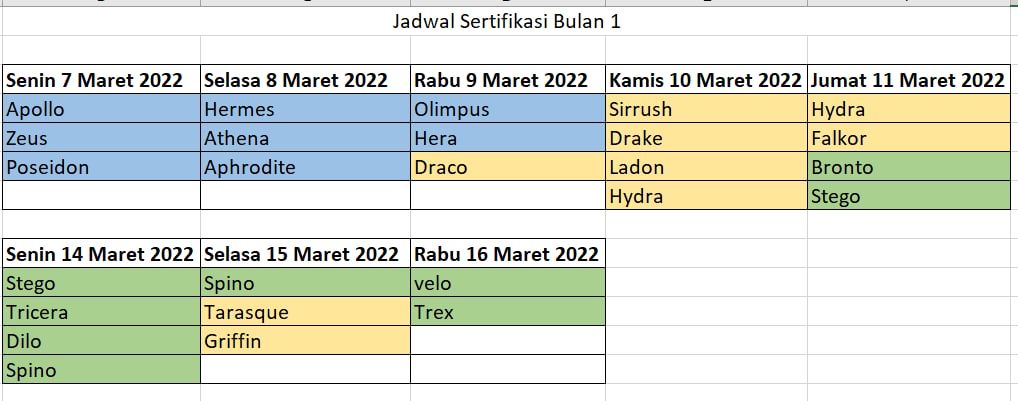 Jadwal Sertifikasi Bulan 1
Senin 7 Maret 2022 Selasa 8 Maret 2022 Rabu 9 Maret 2022 Kamis 10 Maret 2022 Jumat 11 Maret 2022
Apollo Hermes Olimpus Sirrush Hydra
Zeus Athena Hera Drake Falkor
Poseidon Aphrodite Draco Ladon Bronto
Hydra Stego
Senin 14 Maret 2022 Selasa 15 Maret 2022 Rabu 16 Maret 2022
Stego Spino velo
Tricera Tarasque Trex
Dilo Griffin
Spino